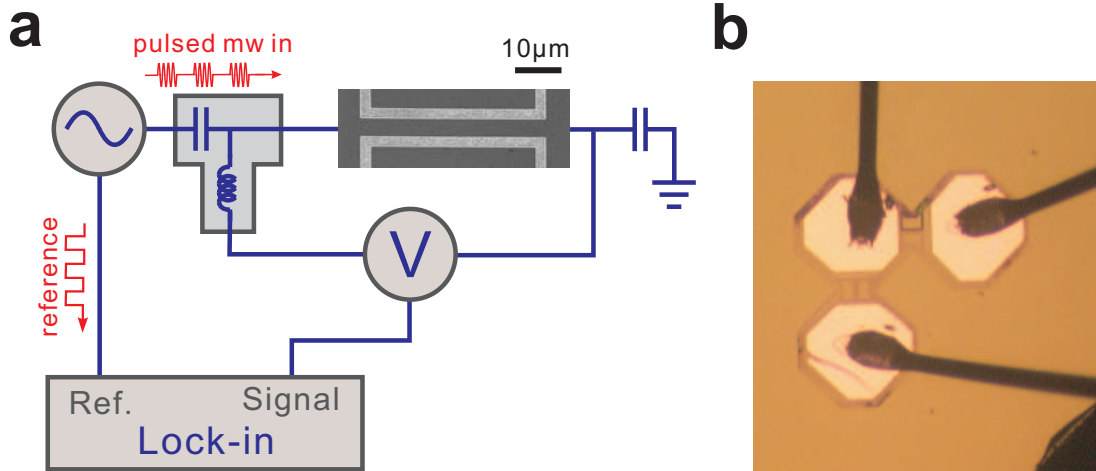 a
pulsed mw in
10μm
b
V
reference
Ref.
Signal
Lock-in